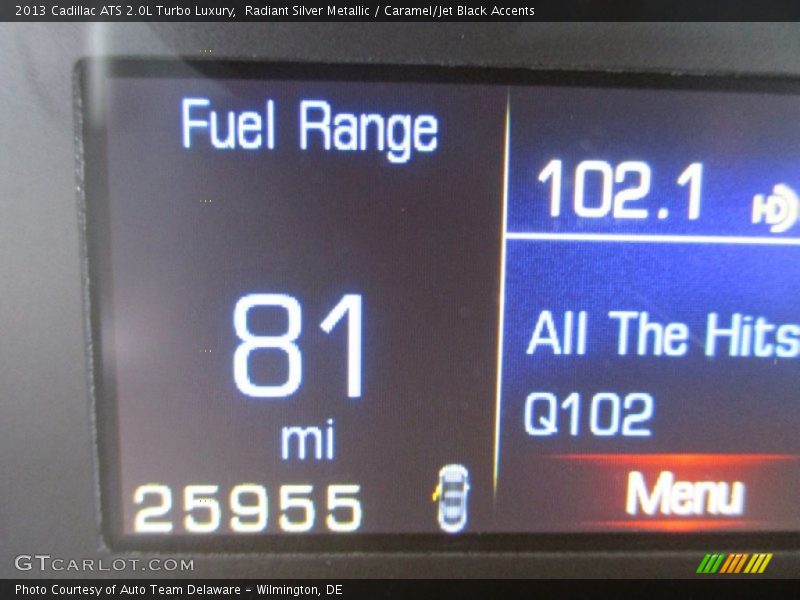 2013 Cadillac ATS 2.0L Turbo Luxury,  Radiant Silver Metallic / Caramel/Jet Black Accents
Fuel Range
81
mi
25955
102.1 HD
All The Hits
Q102
Menu
GTCARLOT.COM
Photo Courtesy of Auto Team Delaware - Wilmington, DE